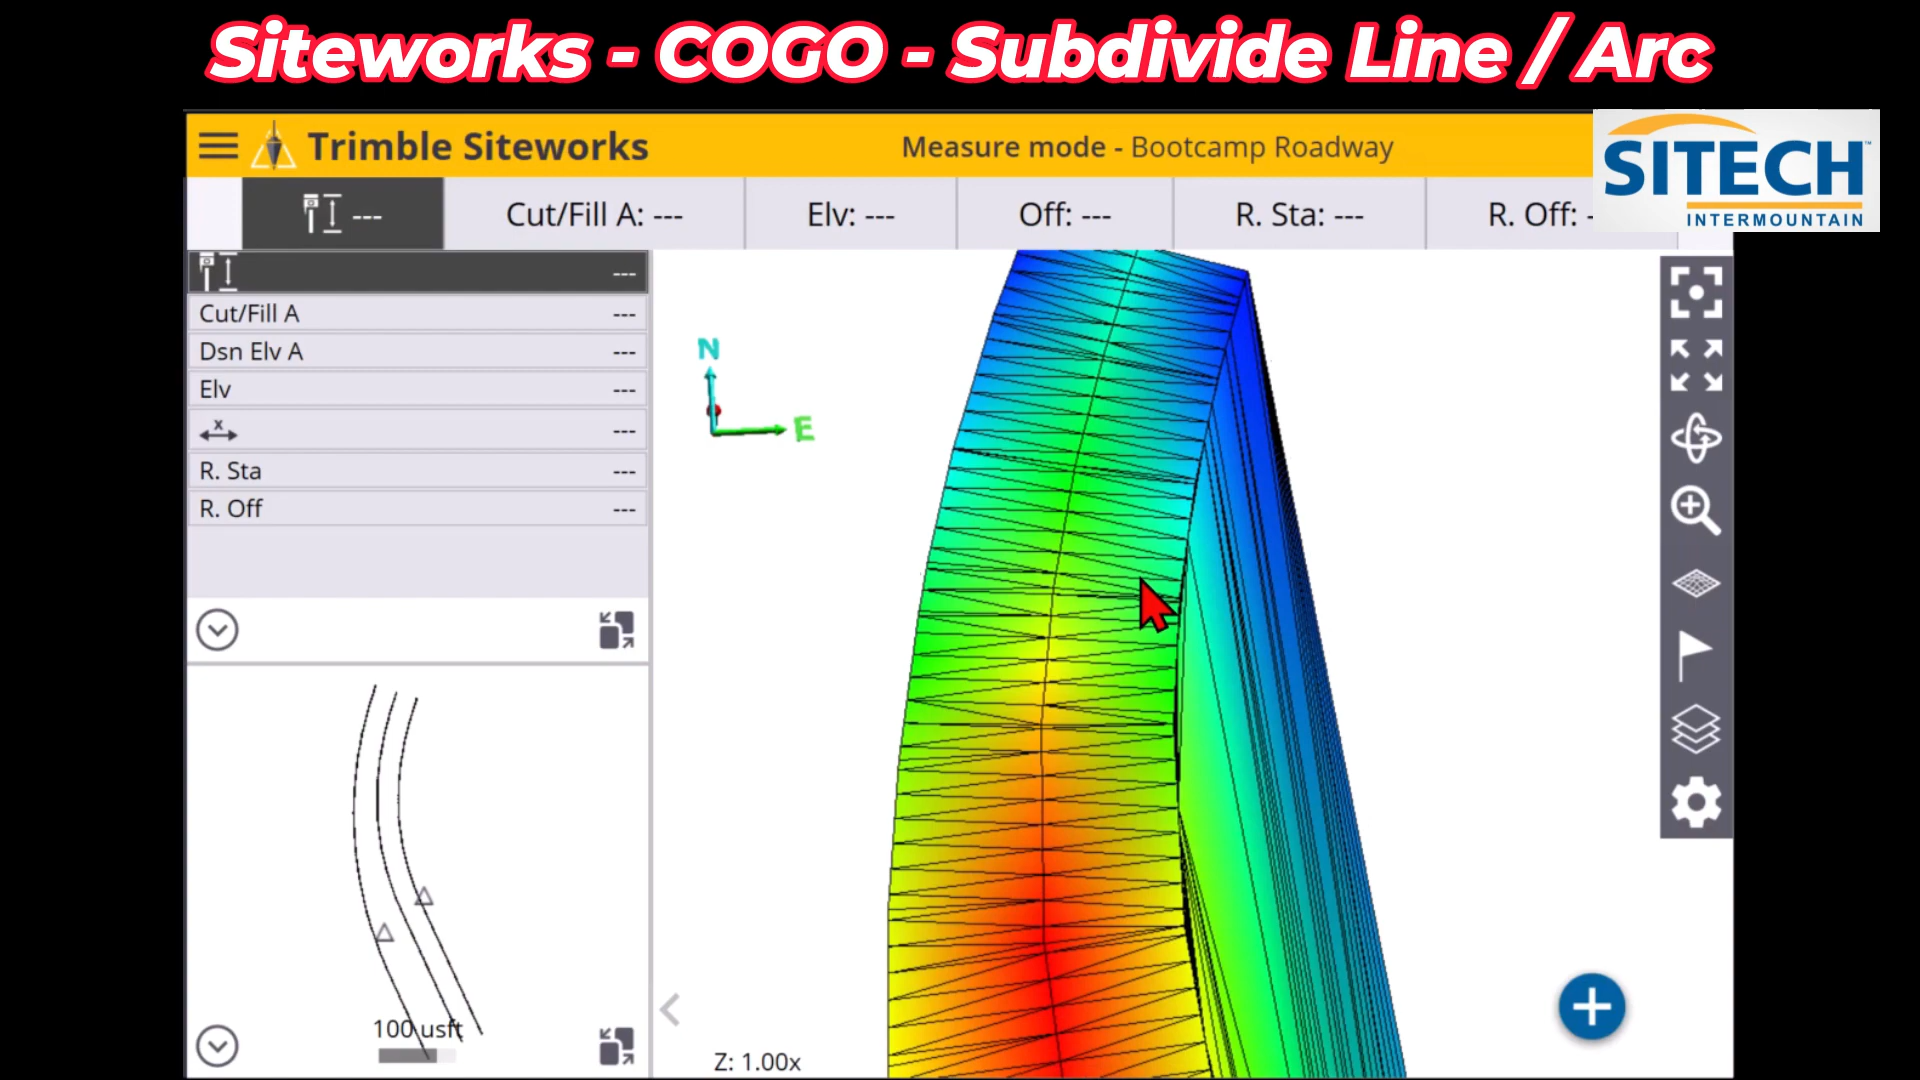 Siteworks - COGO - Subdivide Line / Arc
Trimble Siteworks
Measure mode - Bootcamp Roadway
SITECH™
INTERMOUNTAIN
---
Cut/Fill A: ---
Elv: ---
Off: ---
R. Sta: ---
R. Off: -
---
Cut/Fill A ---
Dsn Elv A ---
Elv ---
x ---
R. Sta ---
R. Off ---
N
E
100 usft
Z: 1.00x